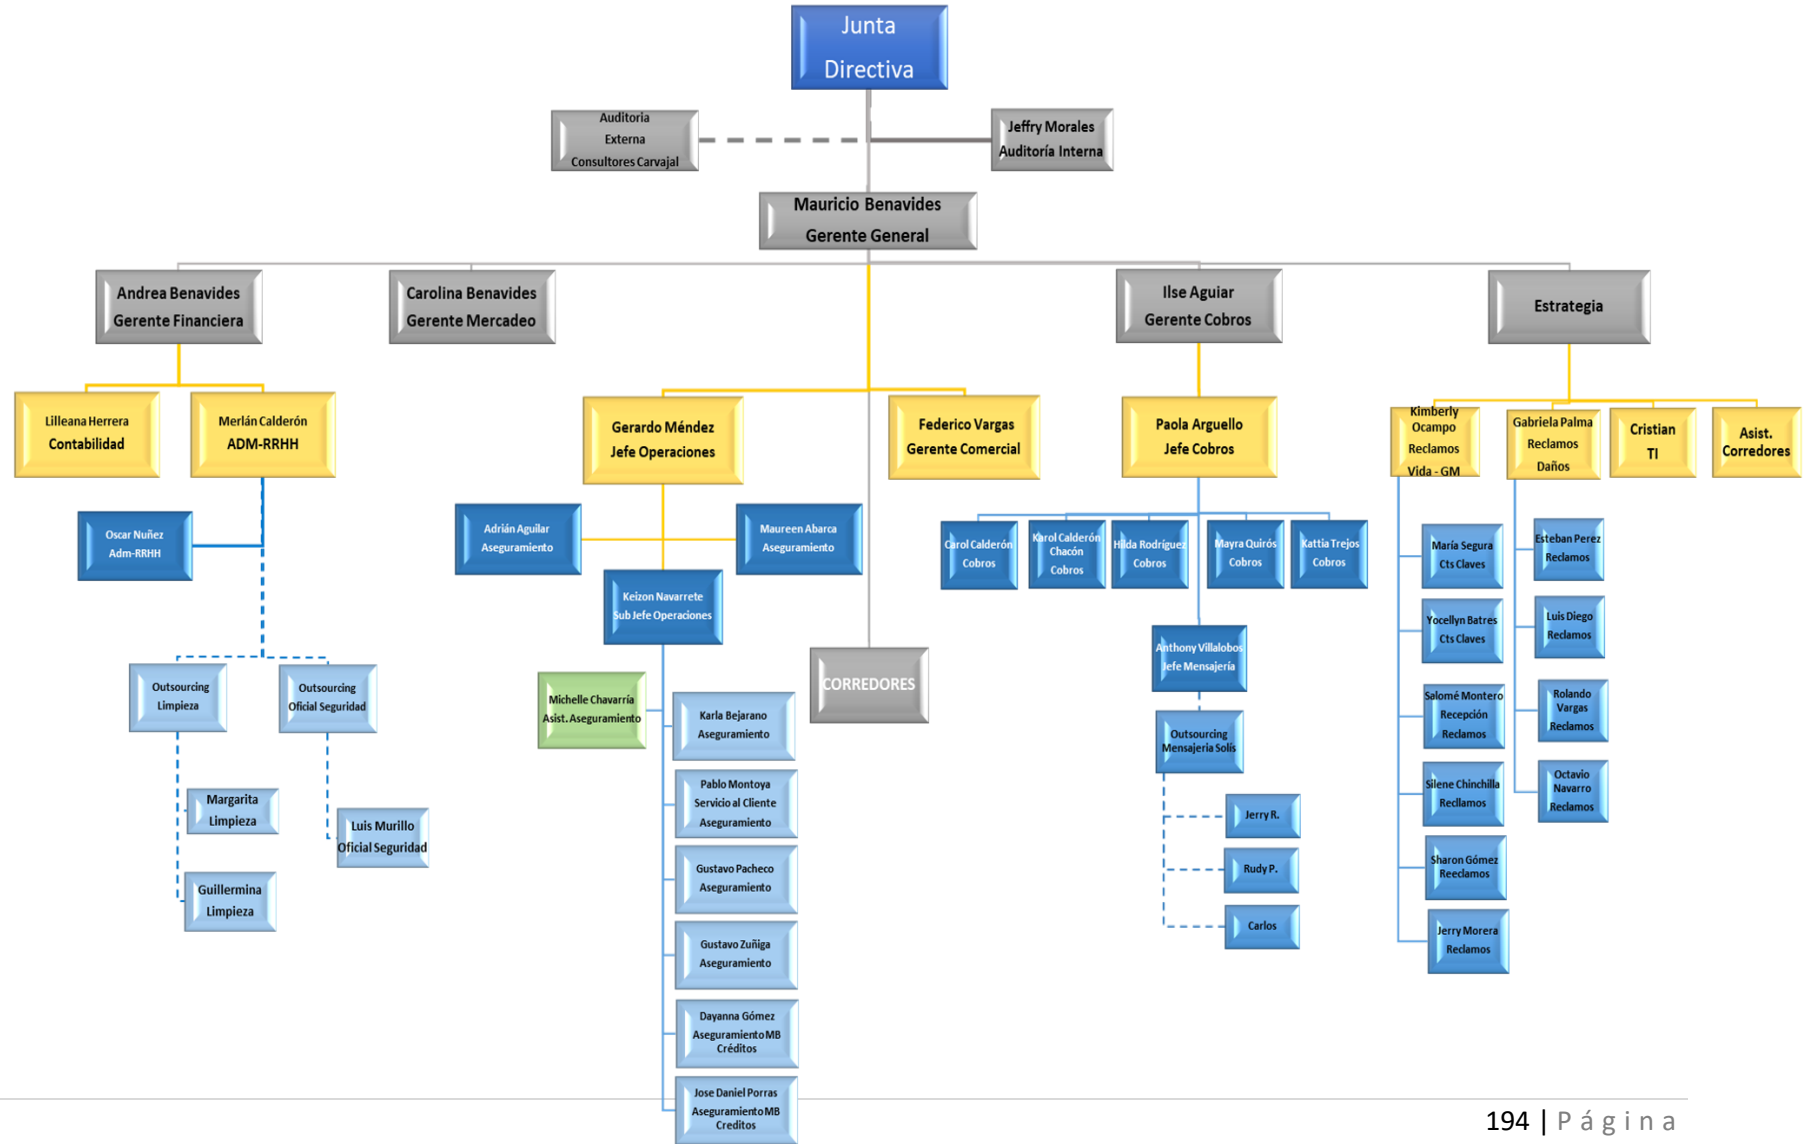 Junta
Directiva
Auditoria
Externa
Consultores Carvajal
Jeffry Morales
Auditoría Interna
Mauricio Benavides
Gerente General
Andrea Benavides
Gerente Financiera
Carolina Benavides
Gerente Mercadeo
Ilse Aguiar
Gerente Cobros
Estrategia
Lilleana Herrera
Contabilidad
Merlán Calderón
ADM-RRHH
Gerardo Méndez
Jefe Operaciones
Federico Vargas
Gerente Comercial
Paola Arguello
Jefe Cobros
Kimberly
Ocampo
Reclamos
Vida - GM
Gabriela Palma
Reclamos
Daños
Cristian
TI
Asist.
Corredores
Oscar Nuñez
Adm-RRHH
Adrián Aguilar
Aseguramiento
Maureen Abarca
Aseguramiento
Keizon Navarrete
Sub Jefe Operaciones
Carol Calderón
Cobros
Karol Calderón
Chacón
Cobros
Hilda Rodríguez
Cobros
Mayra Quirós
Cobros
Kattia Trejos
Cobros
María Segura
Cts Claves
Esteban Perez
Reclamos
Yocellyn Batres
Cts Claves
Luis Diego
Reclamos
Outsourcing
Limpieza
Outsourcing
Oficial Seguridad
Michelle Chavarría
Asist. Aseguramiento
Karla Bejarano
Aseguramiento
CORREDORES
Anthony Villalobos
Jefe Mensajería
Outsourcing
Mensajeria Solís
Salomé Montero
Recepción
Reclamos
Rolando
Vargas
Reclamos
Margarita
Limpieza
Luis Murillo
Oficial Seguridad
Guillermina
Limpieza
Pablo Montoya
Servicio al Cliente
Aseguramiento
Gustavo Pacheco
Aseguramiento
Gustavo Zuñiga
Aseguramiento
Dayanna Gómez
Aseguramiento MB
Créditos
Jose Daniel Porras
Aseguramiento MB
Creditos
Jerry R.
Rudy P.
Carlos
Silene Chinchilla
Recllamos
Octavio
Navarro
Reclamos
Sharon Gómez
Reeclamos
Jerry Morera
Reclamos
194 | Página